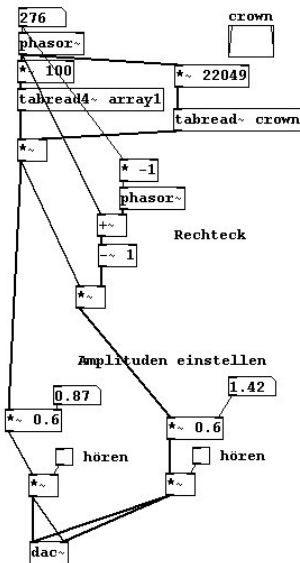 276
crown
phasor~
*~ 100
*~ 22049
tabread4~ array1
tabread~ crown
*~
* -1
phasor~
+~
Rechteck
-~ 1
*~
Amplituden einstellen
0.87
1.42
*~ 0.6
*~ 0.6
hören
hören
*~
*~
dac~